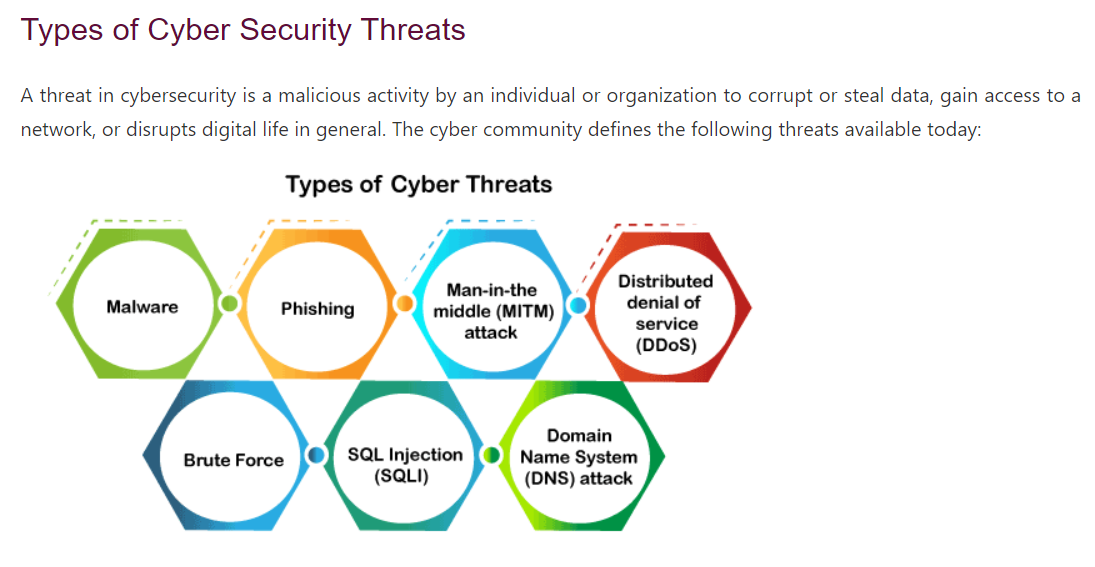 Types of Cyber Security Threats
A threat in cybersecurity is a malicious activity by an individual or organization to corrupt or steal data, gain access to a
network, or disrupts digital life in general. The cyber community defines the following threats available today:
Types of Cyber Threats
Malware
Phishing
Man-in-the
middle (MITM)
attack
Distributed
denial of
service
(DDoS)
Brute Force
SQL Injection
(SQLI)
Domain
Name System
(DNS) attack